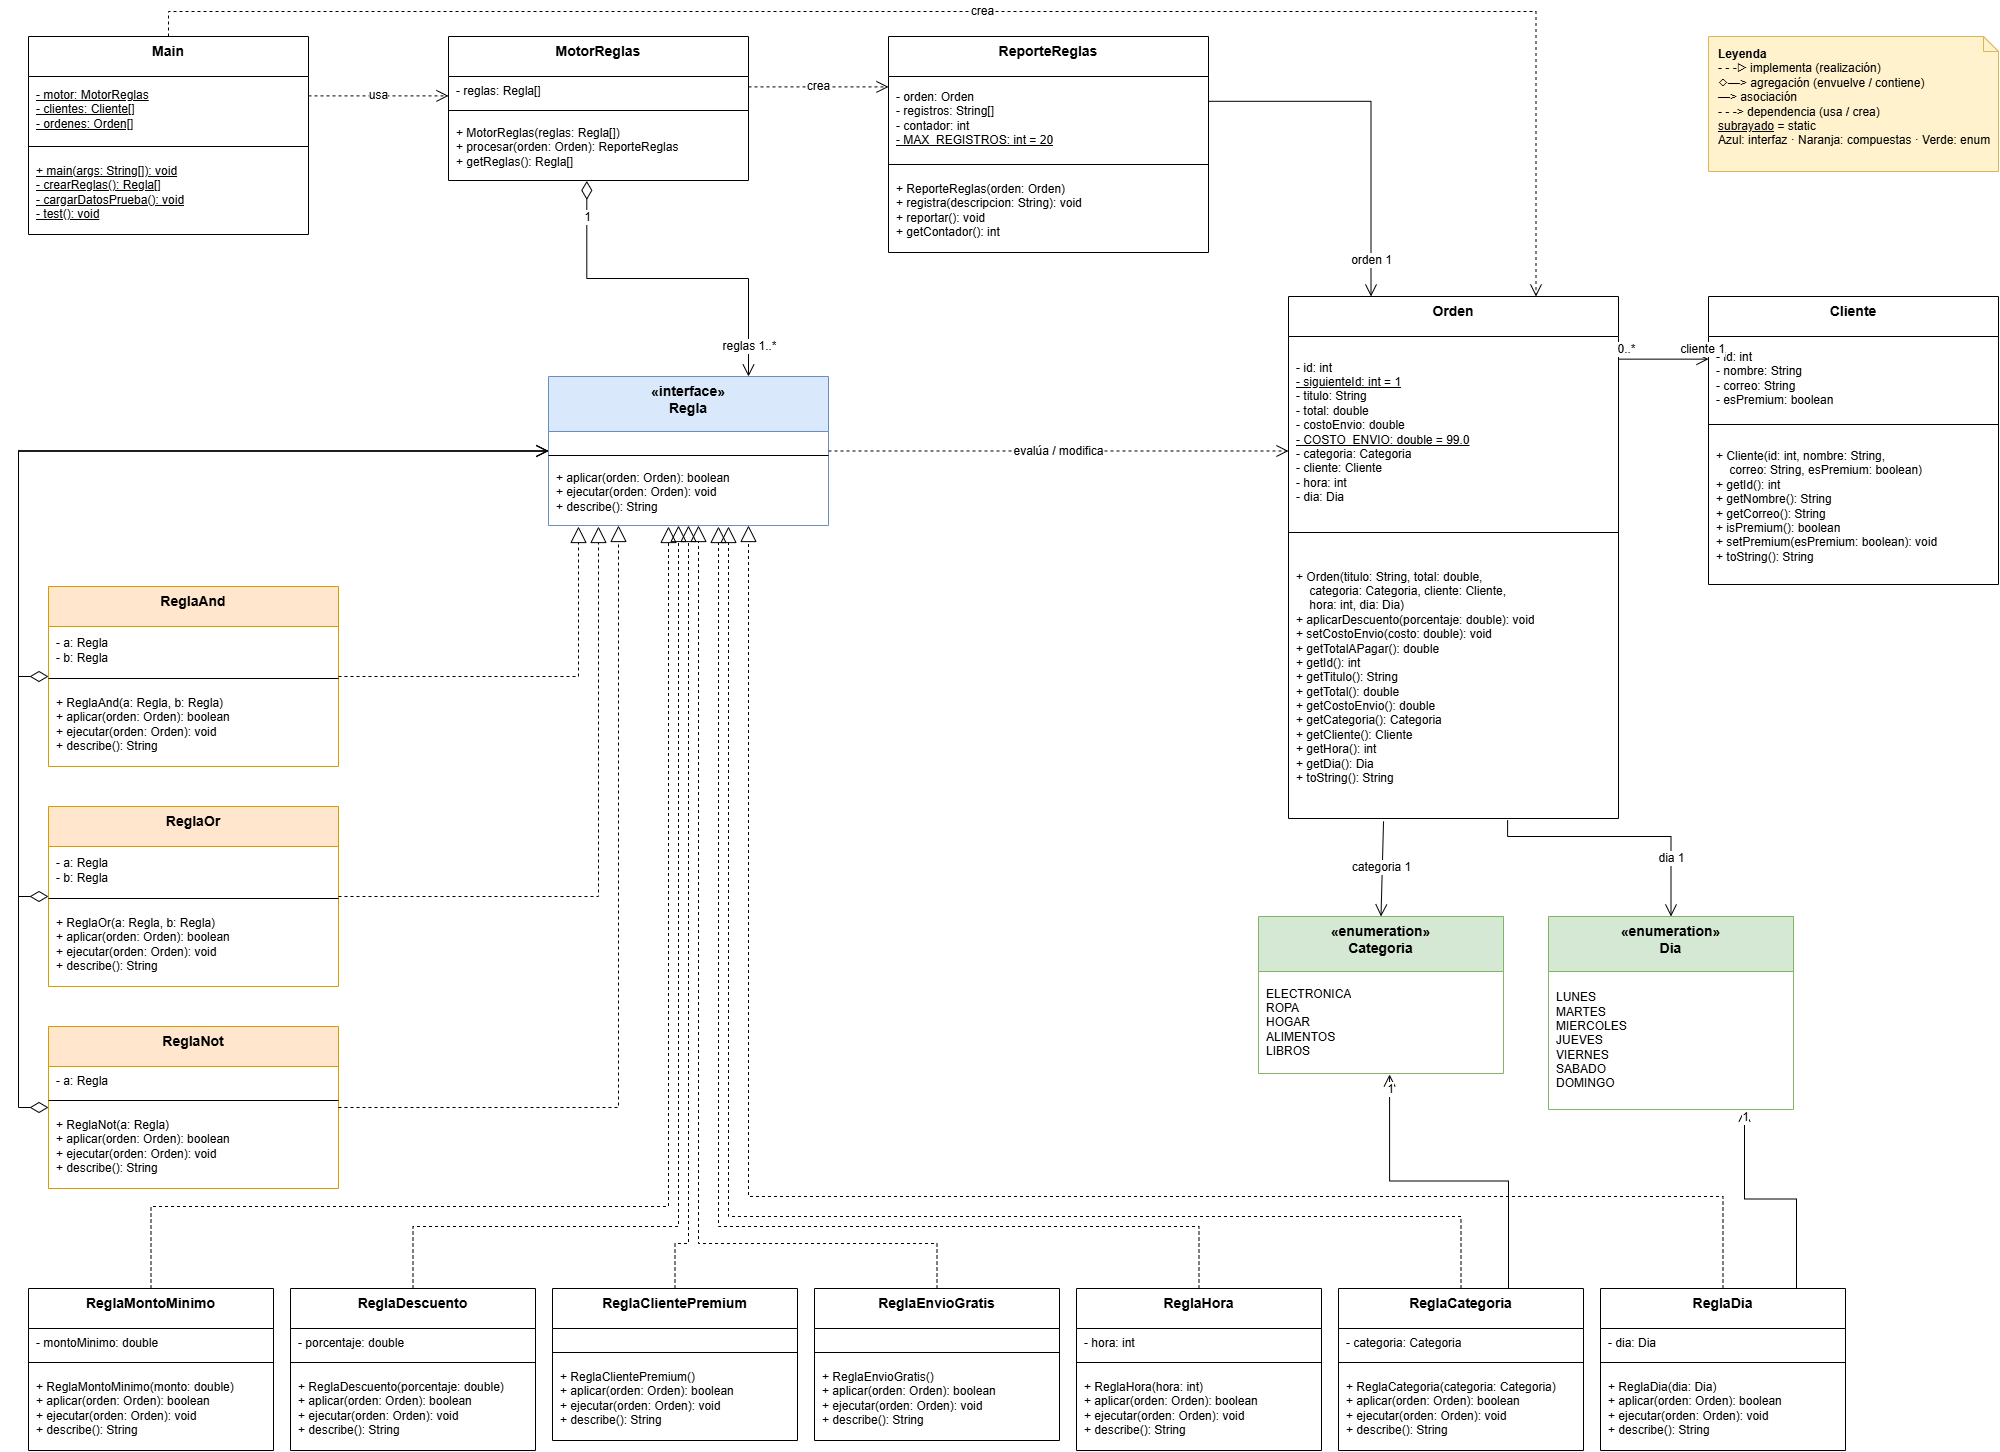 crea
Main
- motor: MotorReglas
- clientes: Cliente[]
- ordenes: Orden[]
+ main(args: String[]): void
- crearReglas(): Regla[]
- cargarDatosPrueba(): void
- test(): void
usa
MotorReglas
- reglas: Regla[]
+ MotorReglas(reglas: Regla[])
+ procesar(orden: Orden): ReporteReglas
+ getReglas(): Regla[]
crea
ReporteReglas
- orden: Orden
- registros: String[]
- contador: int
- MAX_REGISTROS: int = 20
+ ReporteReglas(orden: Orden)
+ registra(descripcion: String): void
+ reportar(): void
+ getContador(): int
Leyenda
- - -▷ implementa (realización)
◇—> agregación (envuelve / contiene)
—> asociación
- - -> dependencia (usa / crea)
subrayado = static
Azul: interfaz · Naranja: compuestas · Verde: enum
1
reglas 1..*
orden 1
«interface»
Regla
+ aplicar(orden: Orden): boolean
+ ejecutar(orden: Orden): void
+ describe(): String
evalúa / modifica
Orden
- id: int
- siguienteId: int = 1
- titulo: String
- total: double
- costoEnvio: double
- COSTO_ENVIO: double = 99.0
- categoria: Categoria
- cliente: Cliente
- hora: int
- dia: Dia
+ Orden(titulo: String, total: double,
categoria: Categoria, cliente: Cliente,
hora: int, dia: Dia)
+ aplicarDescuento(porcentaje: double): void
+ setCostoEnvio(costo: double): void
+ getTotalAPagar(): double
+ getId(): int
+ getTitulo(): String
+ getTotal(): double
+ getCostoEnvio(): double
+ getCategoria(): Categoria
+ getCliente(): Cliente
+ getHora(): int
+ getDia(): Dia
+ toString(): String
0..*
cliente 1
Cliente
- id: int
- nombre: String
- correo: String
- esPremium: boolean
+ Cliente(id: int, nombre: String,
correo: String, esPremium: boolean)
+ getId(): int
+ getNombre(): String
+ getCorreo(): String
+ isPremium(): boolean
+ setPremium(esPremium: boolean): void
+ toString(): String
ReglaAnd
- a: Regla
- b: Regla
+ ReglaAnd(a: Regla, b: Regla)
+ aplicar(orden: Orden): boolean
+ ejecutar(orden: Orden): void
+ describe(): String
ReglaOr
- a: Regla
- b: Regla
+ ReglaOr(a: Regla, b: Regla)
+ aplicar(orden: Orden): boolean
+ ejecutar(orden: Orden): void
+ describe(): String
ReglaNot
- a: Regla
+ ReglaNot(a: Regla)
+ aplicar(orden: Orden): boolean
+ ejecutar(orden: Orden): void
+ describe(): String
categoria 1
dia 1
«enumeration»
Categoria
ELECTRONICA
ROPA
HOGAR
ALIMENTOS
LIBROS
1
«enumeration»
Dia
LUNES
MARTES
MIERCOLES
JUEVES
VIERNES
SABADO
DOMINGO
1
ReglaMontoMinimo
- montoMinimo: double
+ ReglaMontoMinimo(monto: double)
+ aplicar(orden: Orden): boolean
+ ejecutar(orden: Orden): void
+ describe(): String
ReglaDescuento
- porcentaje: double
+ ReglaDescuento(porcentaje: double)
+ aplicar(orden: Orden): boolean
+ ejecutar(orden: Orden): void
+ describe(): String
ReglaClientePremium
+ ReglaClientePremium()
+ aplicar(orden: Orden): boolean
+ ejecutar(orden: Orden): void
+ describe(): String
ReglaEnvioGratis
+ ReglaEnvioGratis()
+ aplicar(orden: Orden): boolean
+ ejecutar(orden: Orden): void
+ describe(): String
ReglaHora
- hora: int
+ ReglaHora(hora: int)
+ aplicar(orden: Orden): boolean
+ ejecutar(orden: Orden): void
+ describe(): String
ReglaCategoria
- categoria: Categoria
+ ReglaCategoria(categoria: Categoria)
+ aplicar(orden: Orden): boolean
+ ejecutar(orden: Orden): void
+ describe(): String
ReglaDia
- dia: Dia
+ ReglaDia(dia: Dia)
+ aplicar(orden: Orden): boolean
+ ejecutar(orden: Orden): void
+ describe(): String